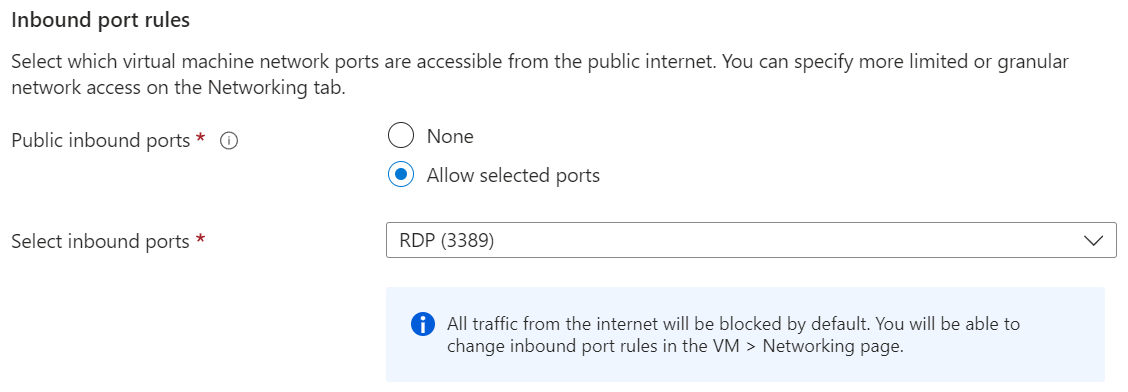 Inbound port rules
Select which virtual machine network ports are accessible from the public internet. You can specify more limited or granular
network access on the Networking tab.
Public inbound ports *
None
Allow selected ports
Select inbound ports *
RDP (3389)
All traffic from the internet will be blocked by default. You will be able to
change inbound port rules in the VM > Networking page.